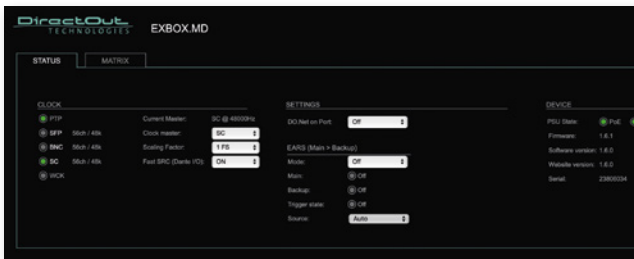 DirectOut
TECHNOLOGIES
EXBOX.MD
STATUS MATRIX
CLOCK
PTP
SFP 56ch / 48k
BNC 56ch / 48k
SC 56ch / 48k
WCK
Current Master: SC @ 48000Hz
Clock master: SC
Scaling Factor: 1 FS
Fast SRC (Dante I/O): ON
SETTINGS
DO.Net on Port: Off
EARS (Main > Backup)
Mode: Off
Main: Off
Backup: Off
Trigger state: Off
Source: Auto
DEVICE
PSU State: PoE
Firmware: 1.6.1
Software version: 1.6.0
Website version: 1.6.0
Serial: 23808034